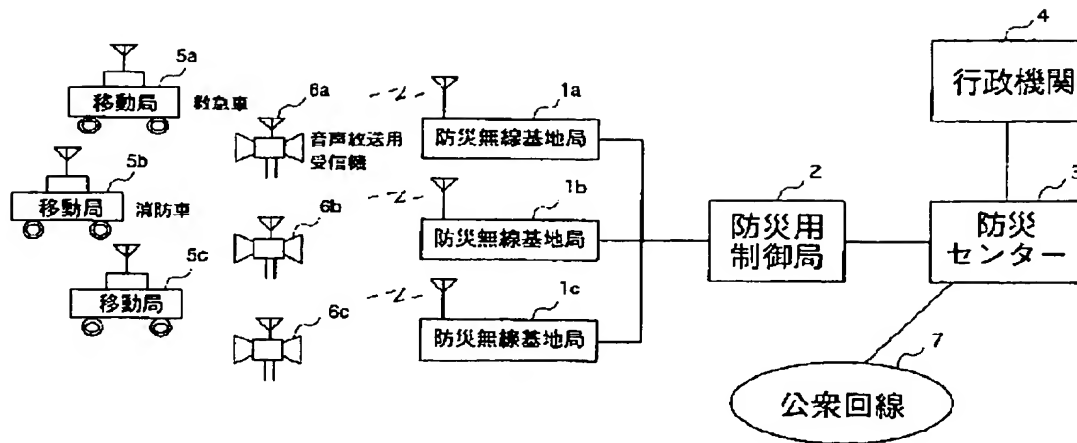 5a
移動局
救急車
5b
移動局
消防車
5c
移動局
6a
音声放送用
受信機
6b
6c
1a
防災無線基地局
1b
防災無線基地局
1c
防災無線基地局
2
防災用
制御局
4
行政機関
3
防災
センター
7
公衆回線